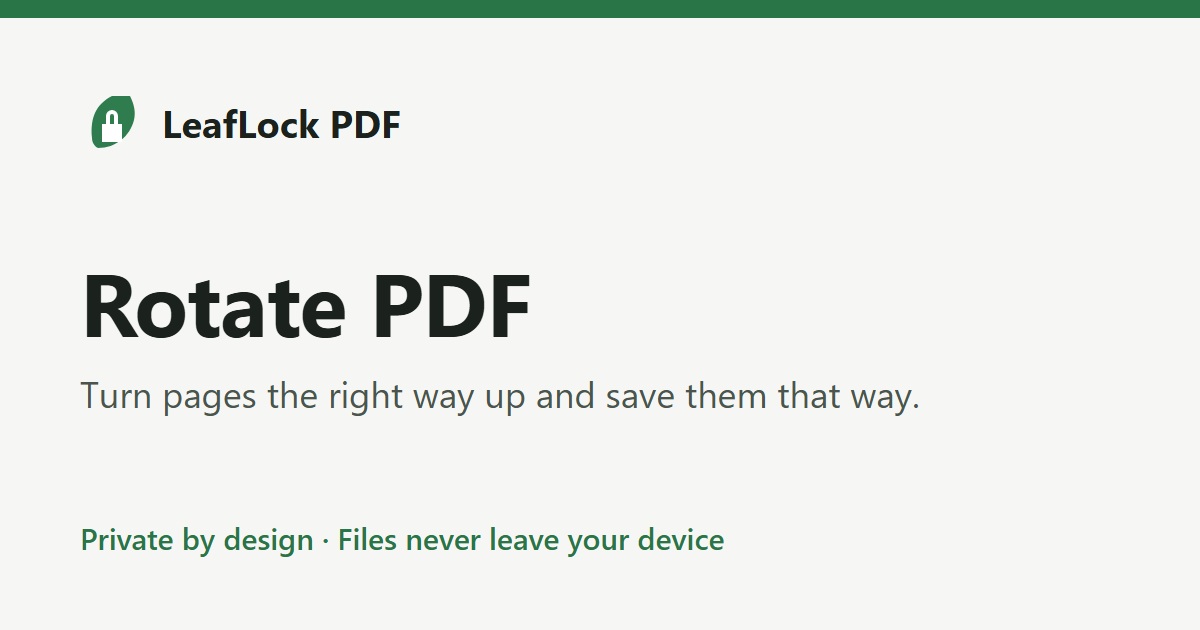 LeafLock PDF
Rotate PDF
Turn pages the right way up and save them that way.
Private by design · Files never leave your device